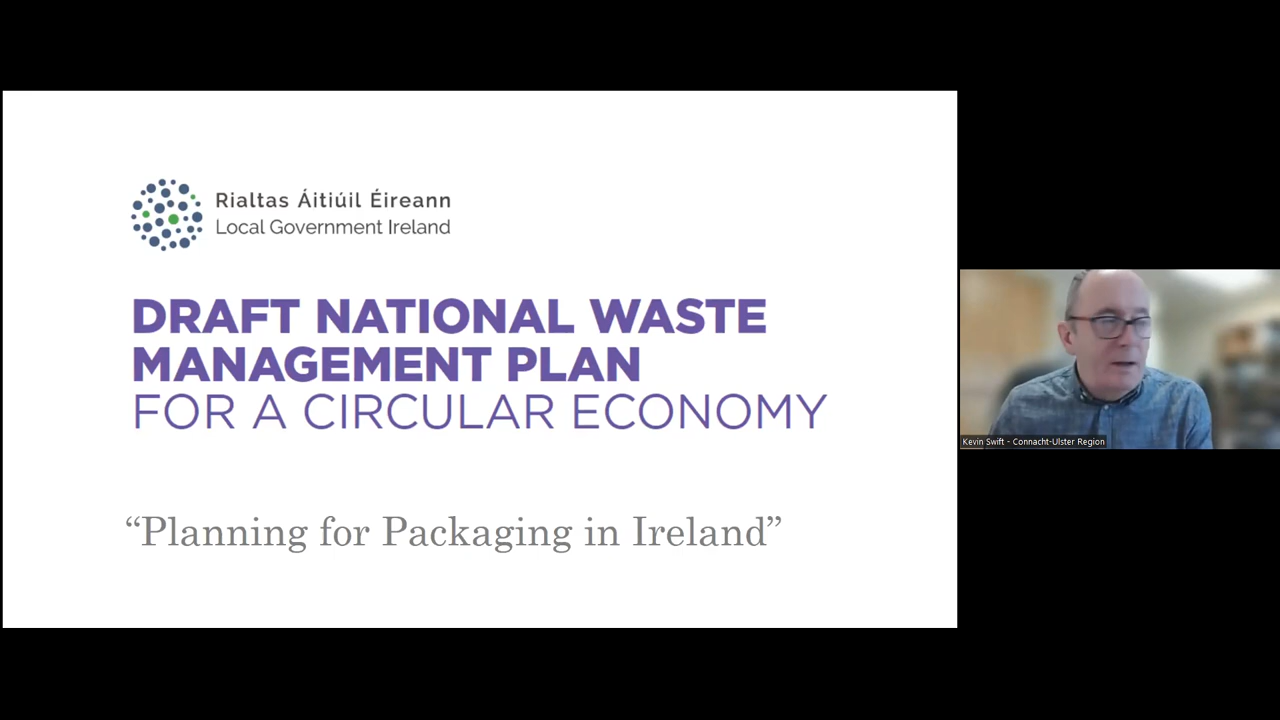 Rialtas Áitiúil Éireann
Local Government Ireland
DRAFT NATIONAL WASTE
MANAGEMENT PLAN
FOR A CIRCULAR ECONOMY
“Planning for Packaging in Ireland”
Kevin Swift - Connacht-Ulster Region